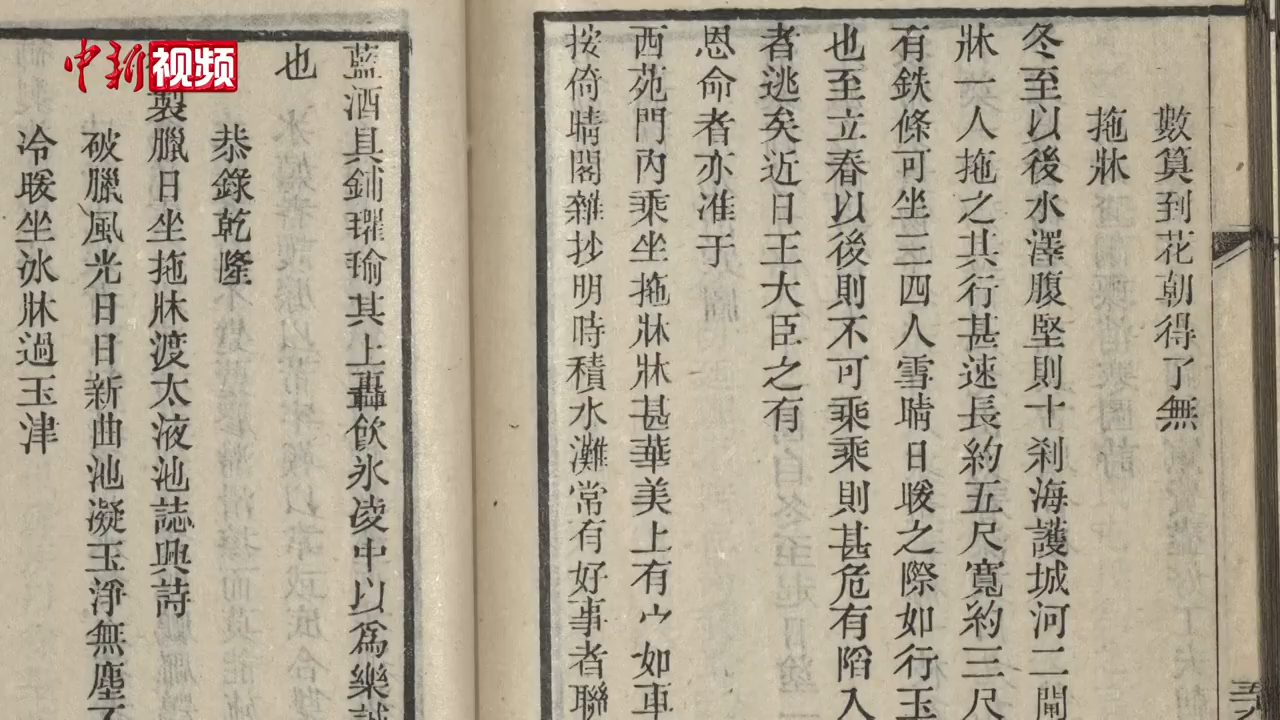 中新视频
數算到花朝得了無
拖牀
冬至以後水澤腹堅則十刹海護城河二閘
牀一人拖之其行甚速長約五尺寬約三尺
有鉄條可坐三四人雪晴日暖之際如行玉
也至立春以後則不可乘乘則甚危有陷入
者逃矣近日王大臣之有
恩命者亦准于
西苑門内乘坐拖牀牀甚華美上有宀如車
按倚晴閣雜抄明時積水灘常有好事者聯
藍酒具鋪氍毹其上轟飲氷凌中以爲樂誠
也
恭錄乾隆
製臘日坐拖牀渡太液池誌興詩
破臘風光日日新曲池凝玉淨無塵不
冷暖坐氷牀過玉津